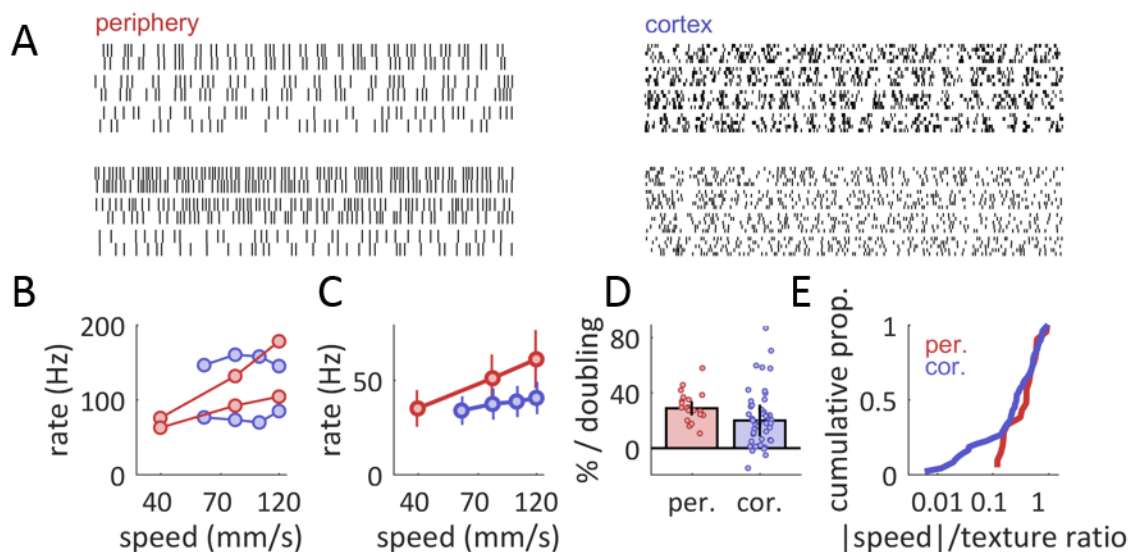 A
periphery
cortex
B
C
D
E
rate (Hz)
200
100
0
40
70
120
speed (mm/s)
rate (Hz)
50
0
40
70
120
speed (mm/s)
% / doubling
80
40
0
per.
cor.
cumulative prop.
1
0.5
0
per.
cor.
0.01
0.1
1
|speed|/texture ratio